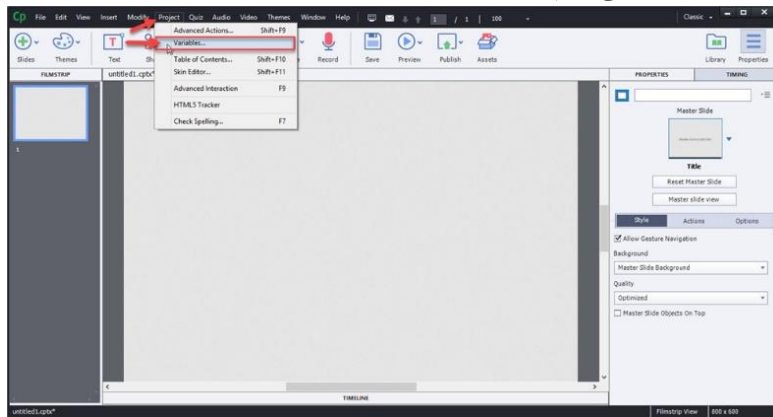 Cp File Edit View Insert Modify Project Quiz Audio Video Themes Window Help 1 / 1 100 Classic
Advanced Actions... Shift+F9
Variables...
Table of Contents... Shift+F10
Skin Editor... Shift+F11
Advanced Interaction F9
HTML5 Tracker
Check Spelling... F7
Slides Themes Text Record Save Preview Publish Assets Library Properties
FILMSTRIP untitled1.cptx* PROPERTIES TIMING
1
Master Slide
Title
Reset Master Slide
Master slide view
Style Actions Options
Allow Gesture Navigation
Background
Master Slide Background
Quality
Optimized
Master Slide Objects On Top
TIMELINE
untitled1.cptx* Filmstrip View 800 x 600